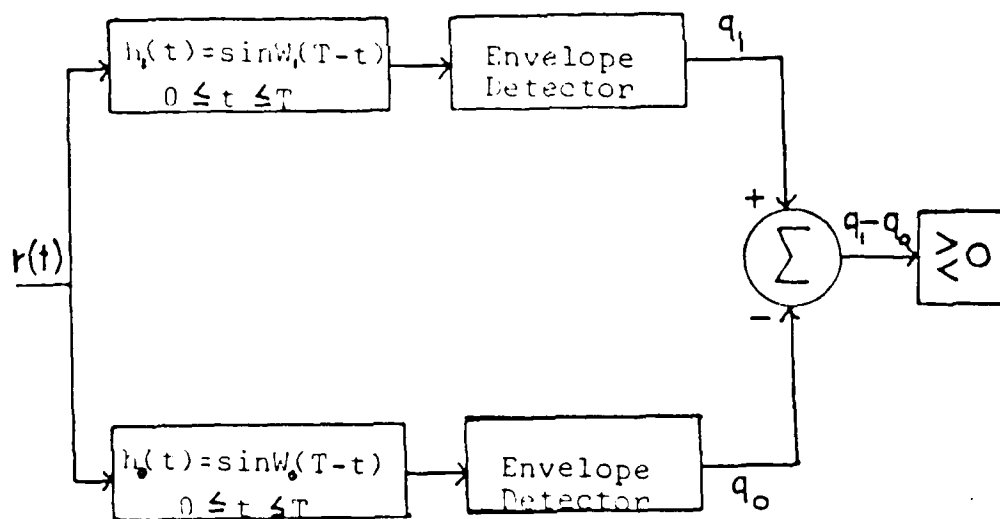 h₁(t)=sinW₁(T-t)
0 ≤ t ≤T
Envelope
Detector
q₁
r(t)
+
Σ
-
q₁-q₀
≷ 0
h₀(t)=sinW₀(T-t)
0 ≤ t ≤T
Envelope
Detector
q₀